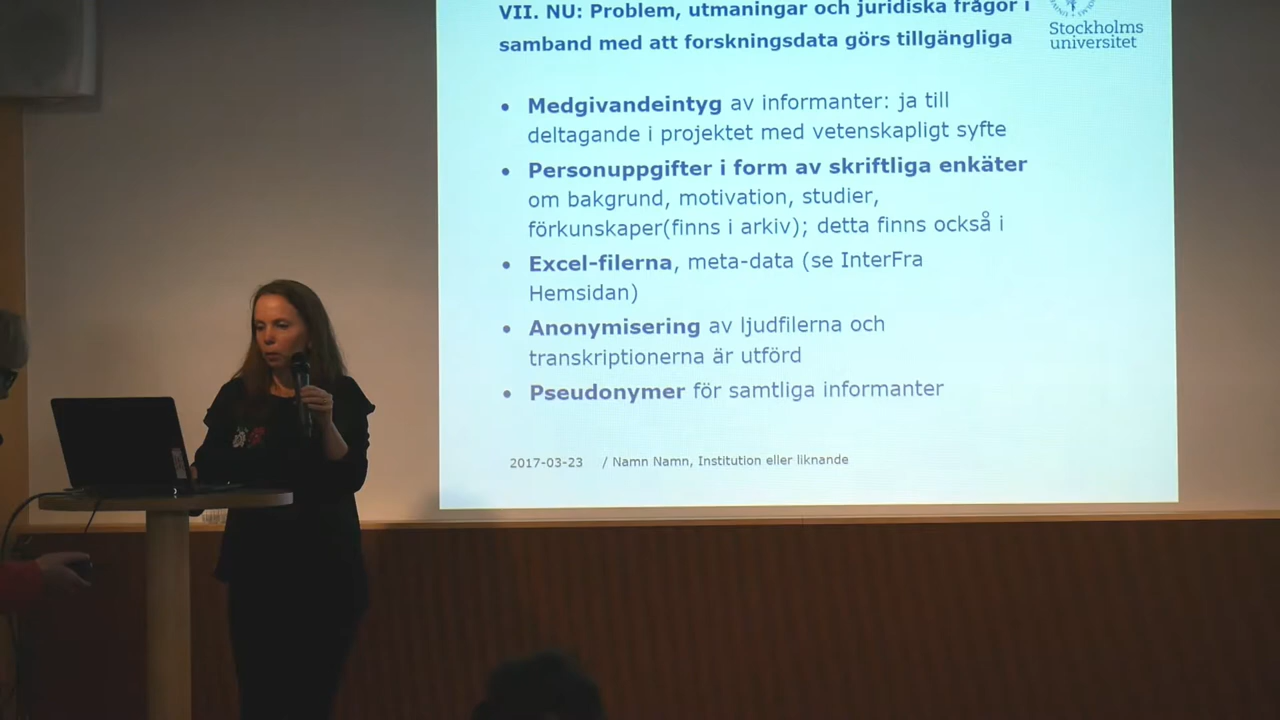 VII. NU: Problem, utmaningar och juridiska frågor i
samband med att forskningsdata görs tillgängliga
Stockholms
universitet
• Medgivandeintyg av informanter: ja till
deltagande i projektet med vetenskapligt syfte
• Personuppgifter i form av skriftliga enkäter
om bakgrund, motivation, studier,
förkunskaper(finns i arkiv); detta finns också i
• Excel-filerna, meta-data (se InterFra
Hemsidan)
• Anonymisering av ljudfilerna och
transkriptionerna är utförd
• Pseudonymer för samtliga informanter
2017-03-23 / Namn Namn, Institution eller liknande